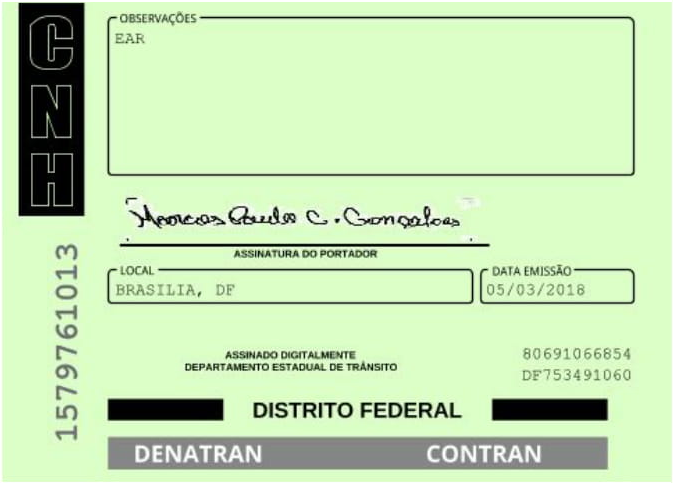 CNH
OBSERVAÇÕES
EAR
Marcos Paulo C. Gonçalves
ASSINATURA DO PORTADOR
LOCAL
BRASILIA, DF
DATA EMISSÃO
05/03/2018
1579761013
ASSINADO DIGITALMENTE
DEPARTAMENTO ESTADUAL DE TRÂNSITO
80691066854
DF753491060
DISTRITO FEDERAL
DENATRAN CONTRAN